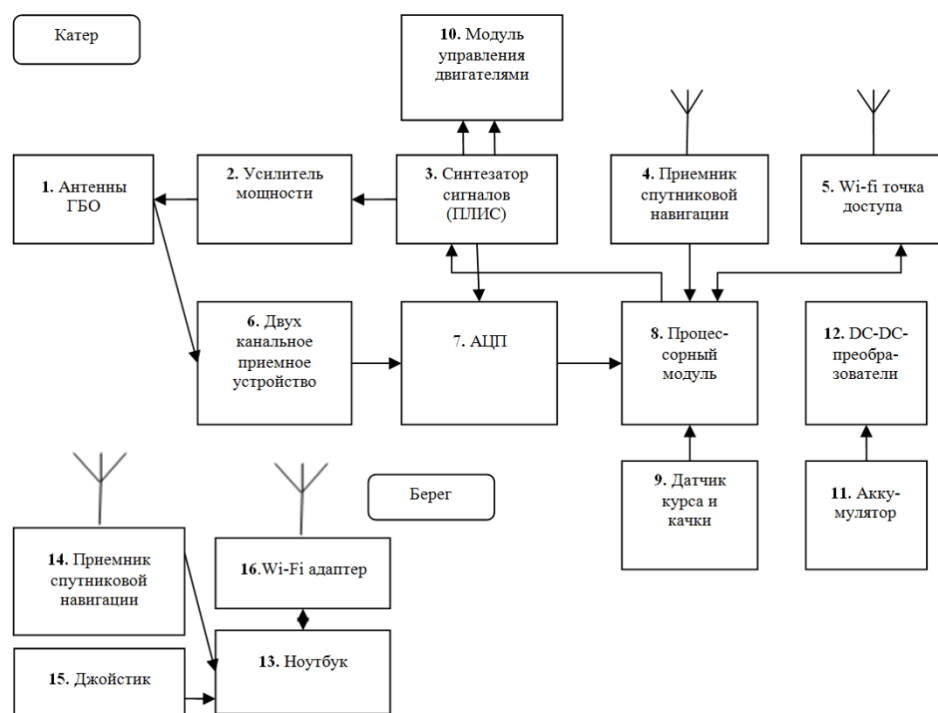 Катер
10. Модуль
управления
двигателями
1. Антенны
ГБО
2. Усилитель
мощности
3. Синтезатор
сигналов
(ПЛИС)
4. Приемник
спутниковой
навигации
5. Wi-fi точка
доступа
6. Двух
канальное
приемное
устройство
7. АЦП
8. Процес-
сорный
модуль
12. DC-DC-
преобра-
зователи
9. Датчик
курса и
качки
11. Акку-
мулятор
Берег
14. Приемник
спутниковой
навигации
16.Wi-Fi адаптер
15. Джойстик
13. Ноутбук